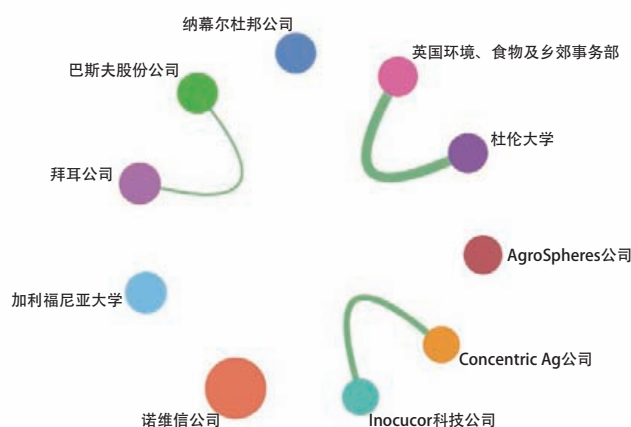 纳幕尔杜邦公司
英国环境、食物及乡郊事务部
巴斯夫股份公司
杜伦大学
拜耳公司
AgroSpheres公司
加利福尼亚大学
Concentric Ag公司
诺维信公司
Inocucor科技公司